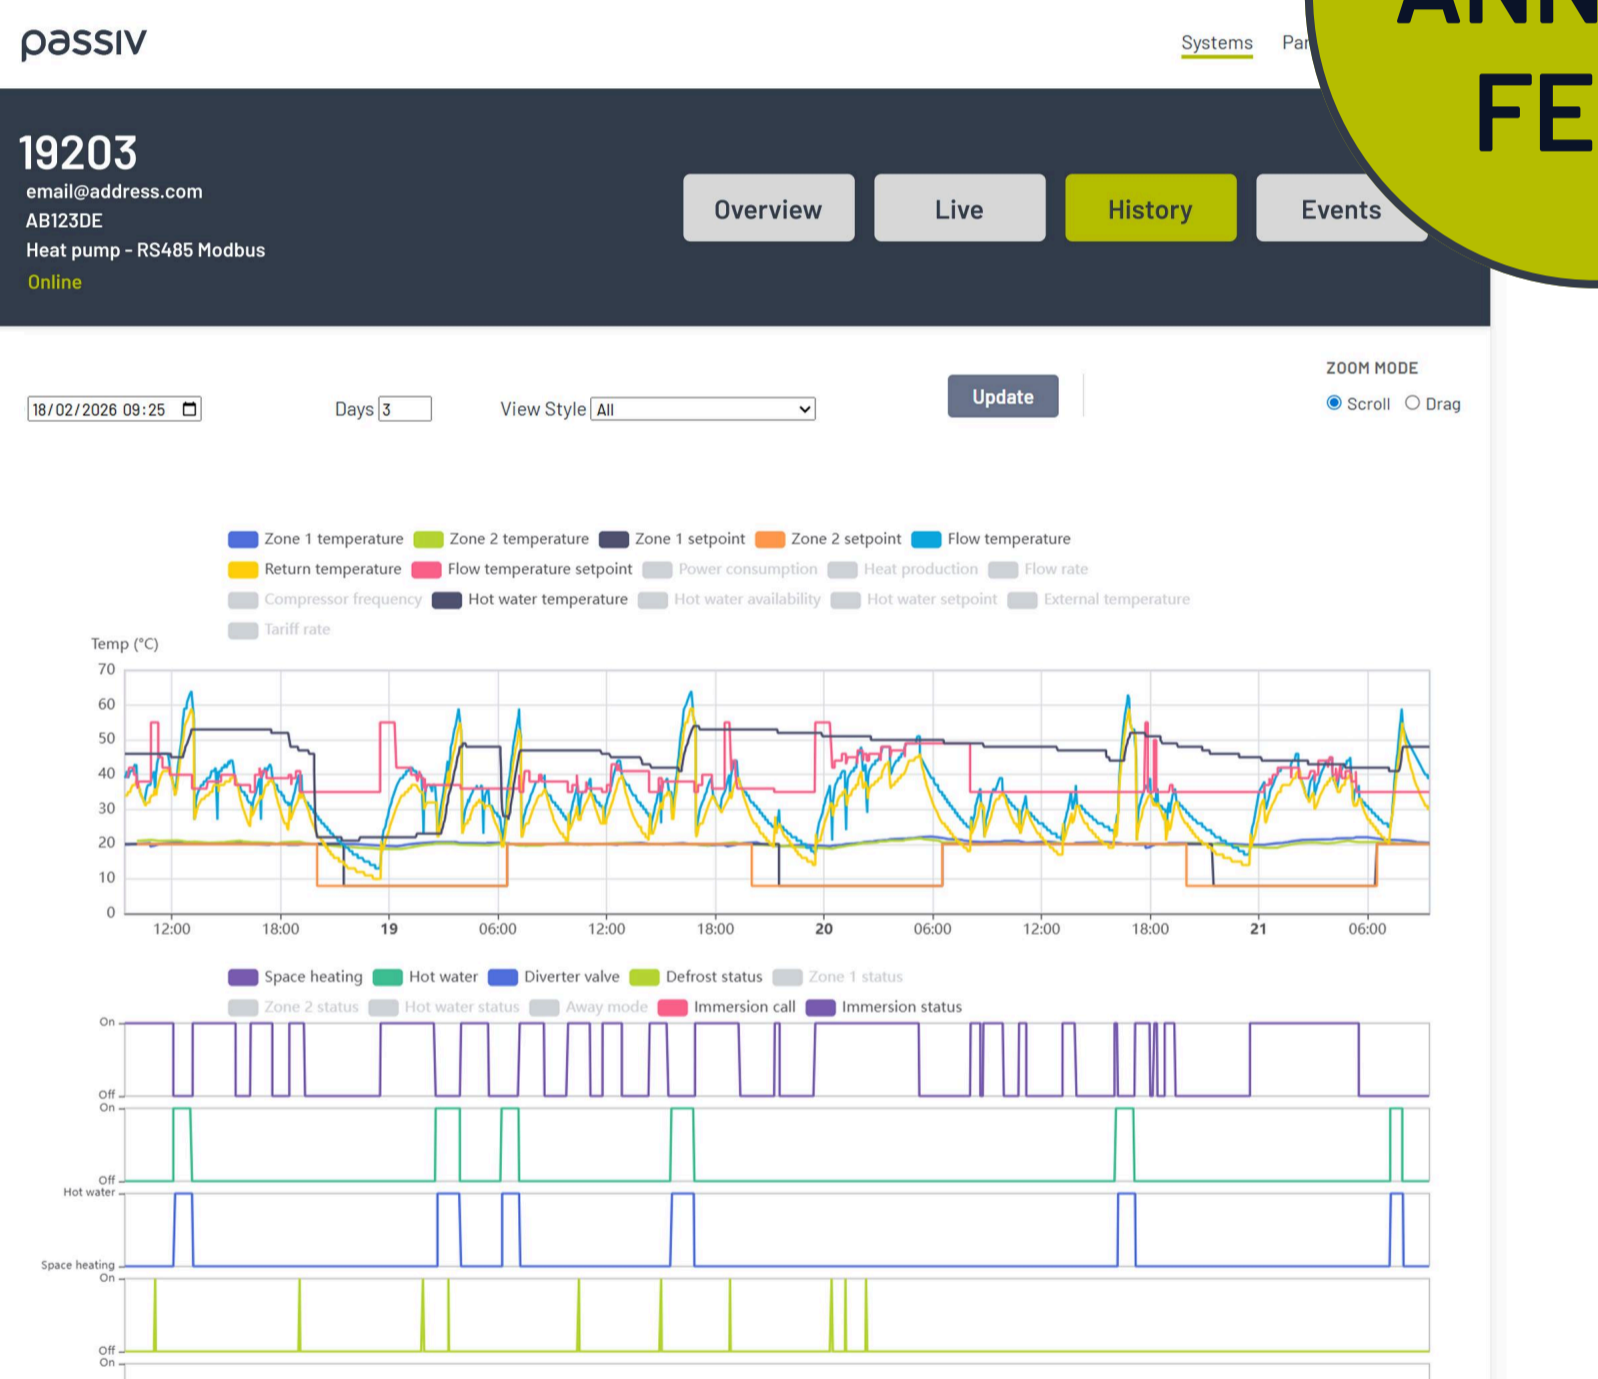 passiv
Systems
ANN
FE
19203
email@address.com
AB123DE
Heat pump - RS485 Modbus
Online
Overview Live History Events
ZOOM MODE
18/02/2026 09:25 Days 3 View Style All Update Scroll Drag
Zone 1 temperature Zone 2 temperature Zone 1 setpoint Zone 2 setpoint Flow temperature
Return temperature Flow temperature setpoint Power consumption Heat production Flow rate
Compressor frequency Hot water temperature Hot water availability Hot water setpoint External temperature
Tariff rate
Temp (°C)
70
60
50
40
30
20
10
0
12:00 18:00 19 06:00 12:00 18:00 20 06:00 12:00 18:00 21 06:00
Space heating Hot water Diverter valve Defrost status Zone 1 status
Zone 2 status Hot water status Away mode Immersion call Immersion status
On
Off
On
Off
Hot water
Space heating
On
Off
On